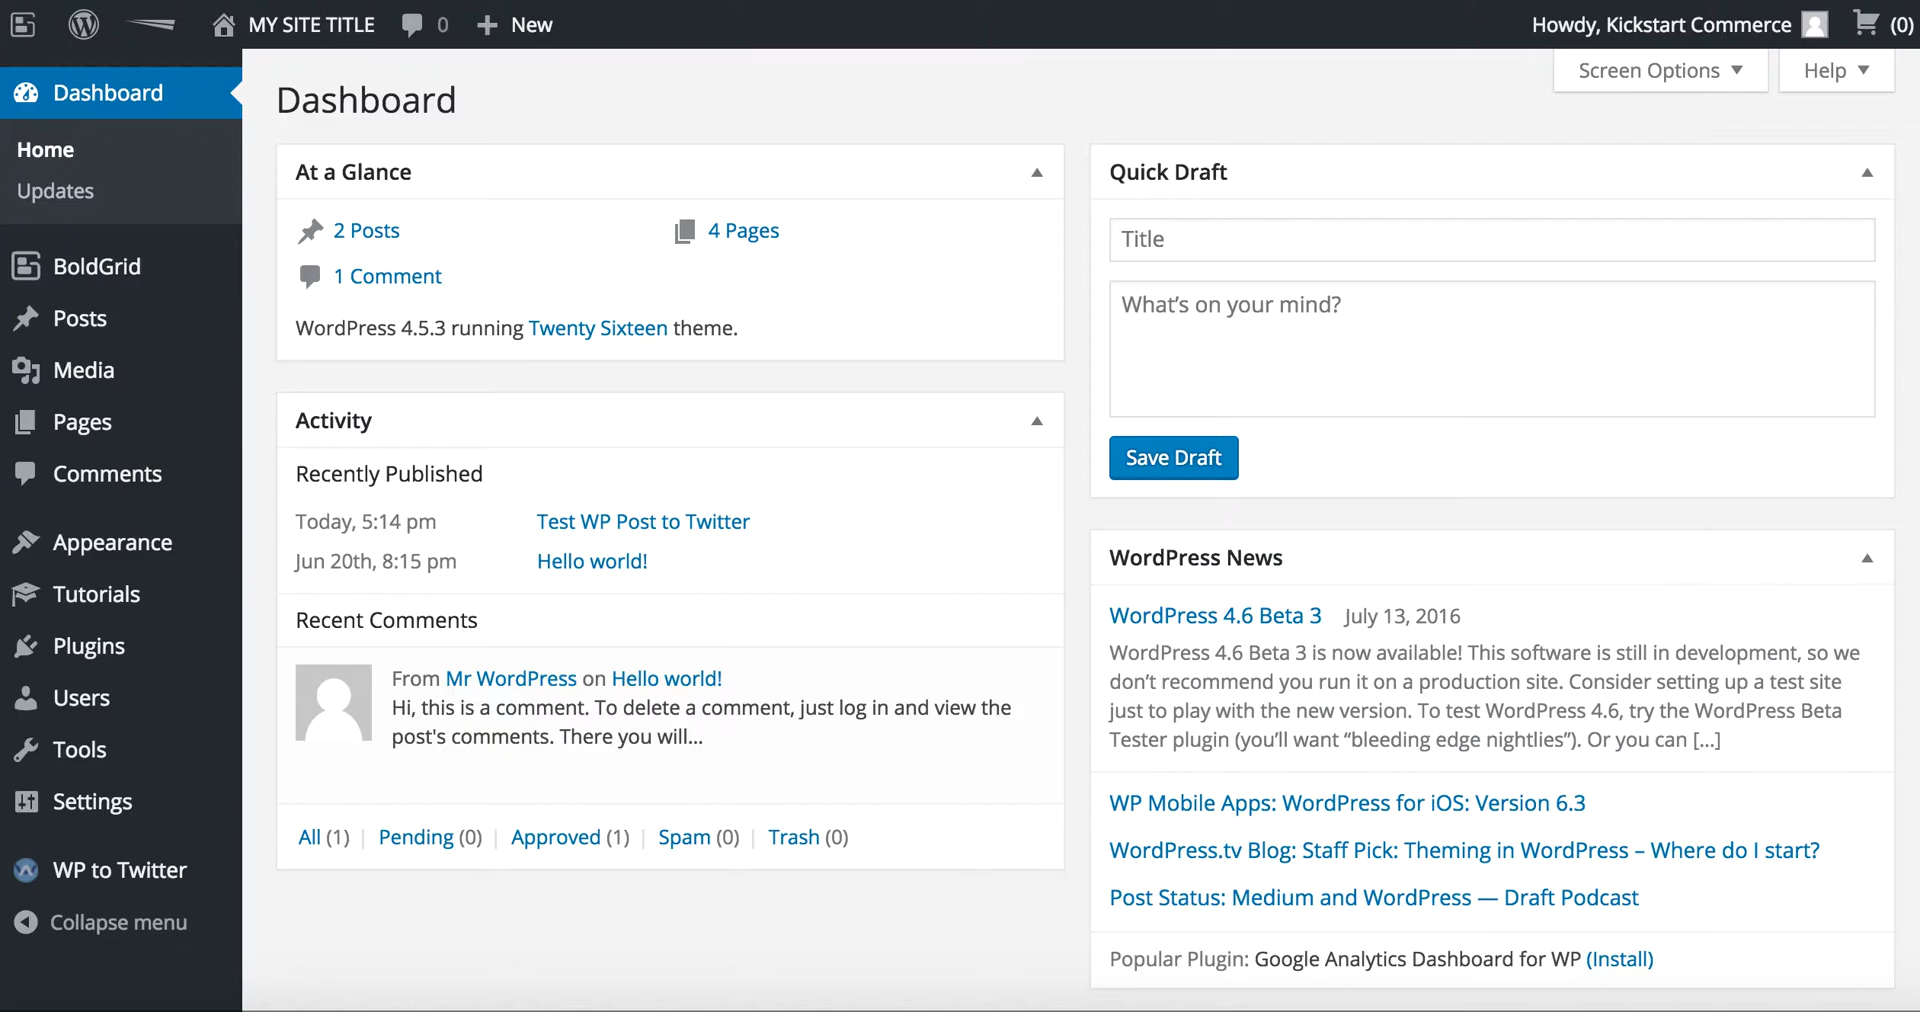 MY SITE TITLE 0 New Howdy, Kickstart Commerce (0)
Dashboard
Home
Updates
BoldGrid
Posts
Media
Pages
Comments
Appearance
Tutorials
Plugins
Users
Tools
Settings
WP to Twitter
Collapse menu
Screen Options Help
Dashboard
At a Glance
2 Posts 4 Pages
1 Comment
WordPress 4.5.3 running Twenty Sixteen theme.
Activity
Recently Published
Today, 5:14 pm Test WP Post to Twitter
Jun 20th, 8:15 pm Hello world!
Recent Comments
From Mr WordPress on Hello world!
Hi, this is a comment. To delete a comment, just log in and view the
post's comments. There you will...
All (1) | Pending (0) | Approved (1) | Spam (0) | Trash (0)
Quick Draft
Title
What’s on your mind?
Save Draft
WordPress News
WordPress 4.6 Beta 3 July 13, 2016
WordPress 4.6 Beta 3 is now available! This software is still in development, so we
don’t recommend you run it on a production site. Consider setting up a test site
just to play with the new version. To test WordPress 4.6, try the WordPress Beta
Tester plugin (you’ll want “bleeding edge nightlies”). Or you can [...]
WP Mobile Apps: WordPress for iOS: Version 6.3
WordPress.tv Blog: Staff Pick: Theming in WordPress – Where do I start?
Post Status: Medium and WordPress — Draft Podcast
Popular Plugin: Google Analytics Dashboard for WP (Install)